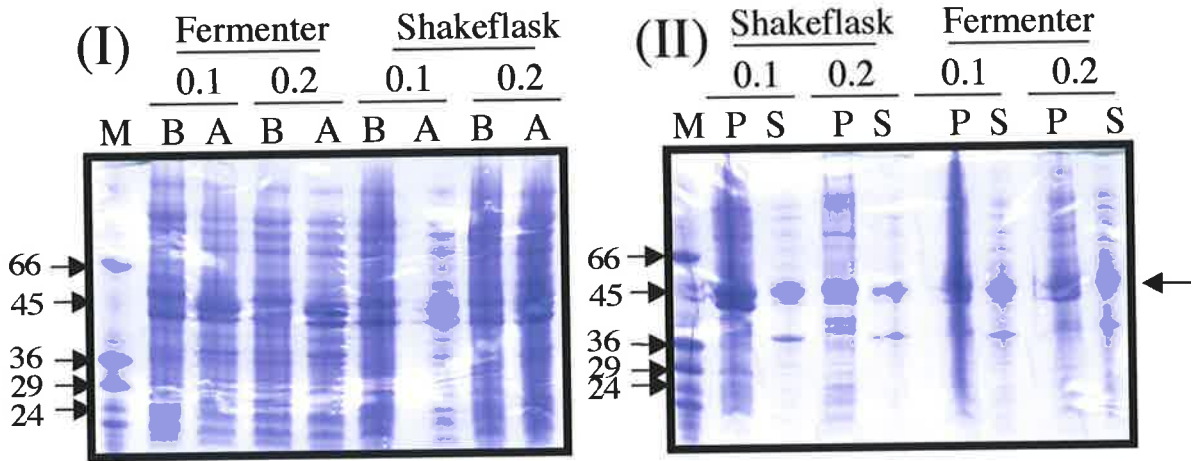 (I) Fermenter Shakeflask
0.1 0.2 0.1 0.2
M B A B A B A B A
66
45
36
29
24
(II) Shakeflask Fermenter
0.1 0.2 0.1 0.2
M P S P S P S P S
66
45
36
29
24